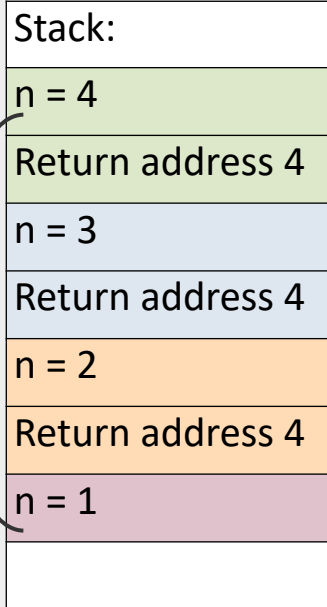 Stack:
n = 4
Return address 4
n = 3
Return address 4
n = 2
Return address 4
n = 1